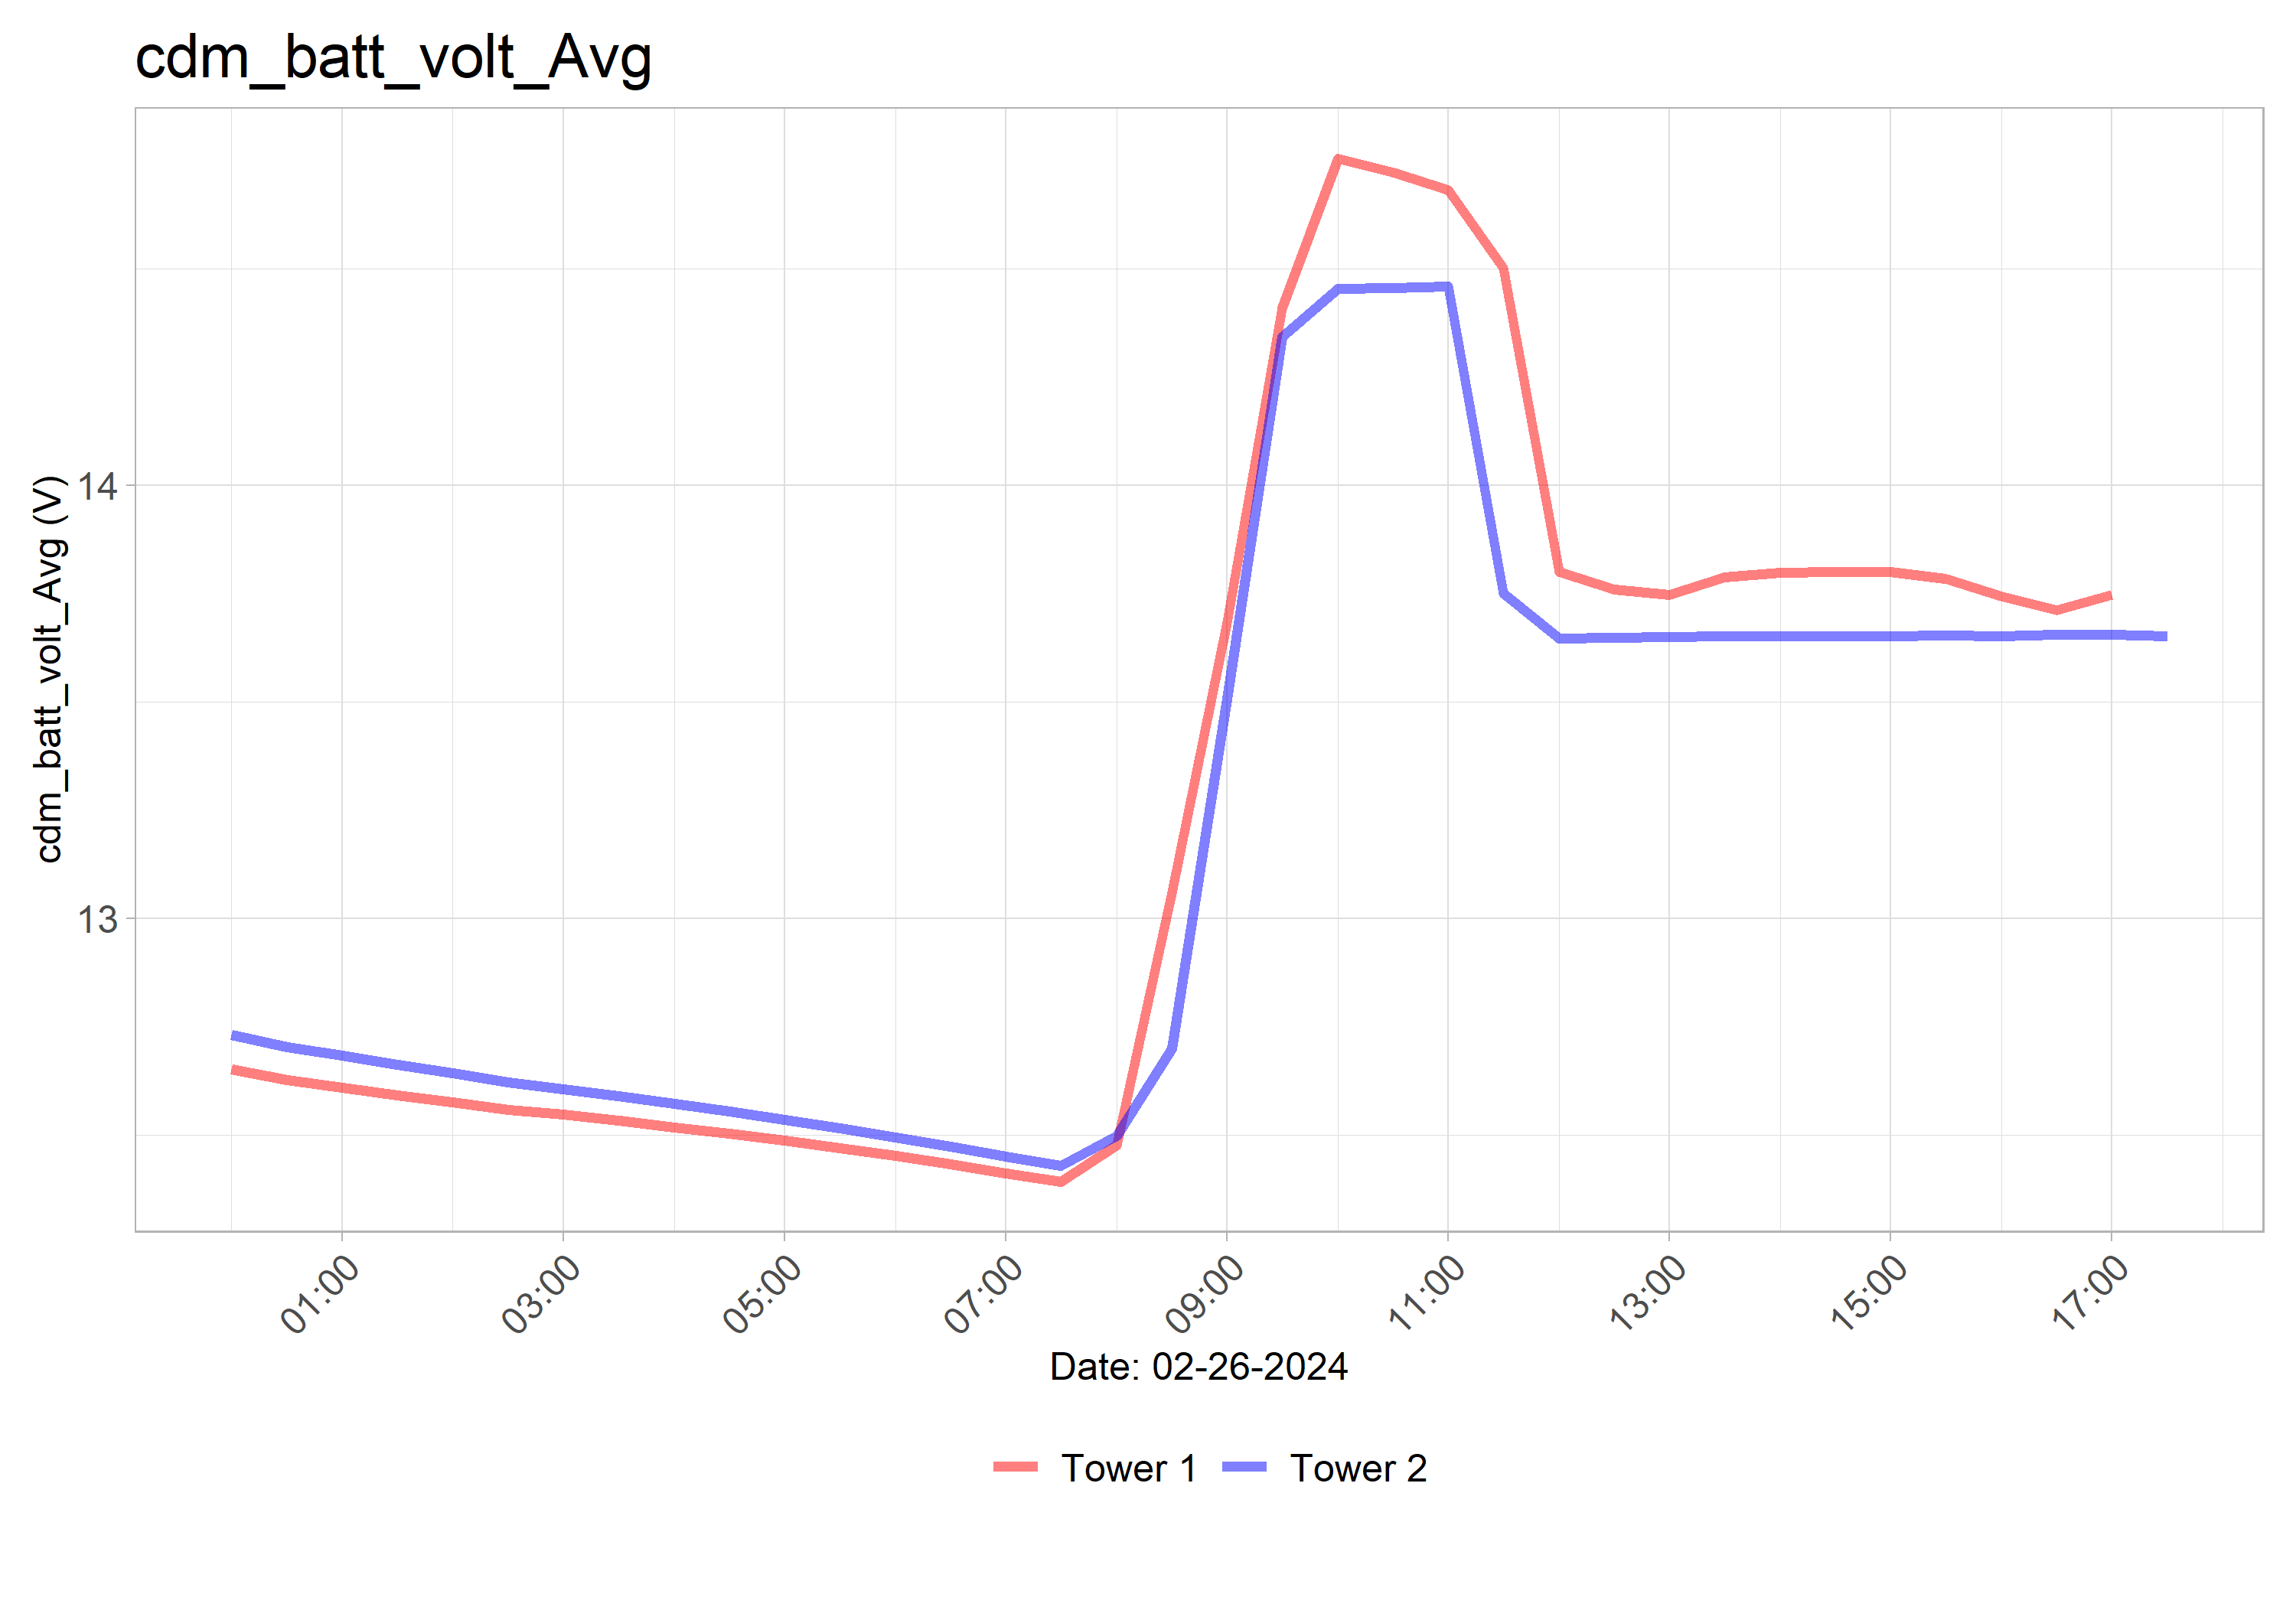 cdm_batt_volt_Avg
cdm_batt_volt_Avg (V)
14
13
01:00
03:00
05:00
07:00
09:00
11:00
13:00
15:00
17:00
Date: 02-26-2024
Tower 1
Tower 2